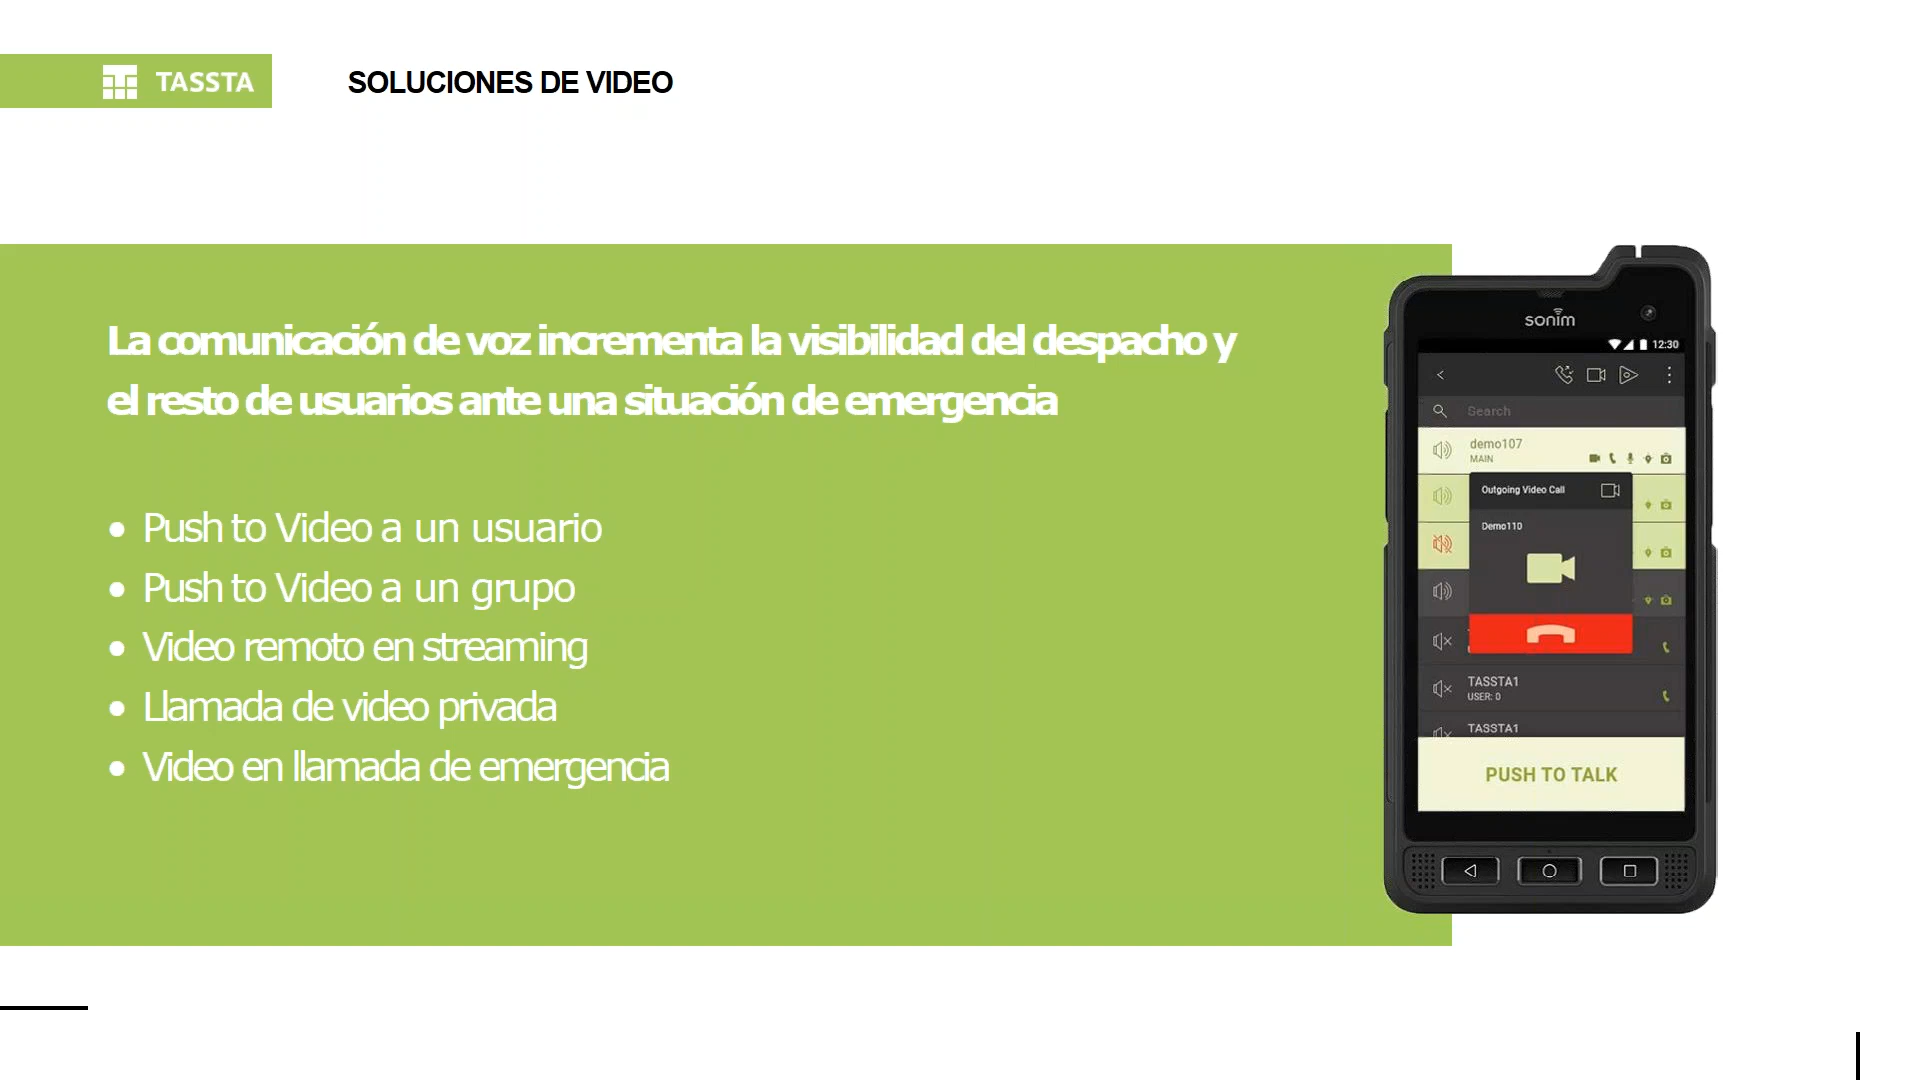 TASSTA
SOLUCIONES DE VIDEO
La comunicación de voz incrementa la visibilidad del despacho y
el resto de usuarios ante una situación de emergencia
• Push to Video a un usuario
• Push to Video a un grupo
• Video remoto en streaming
• Llamada de video privada
• Video en llamada de emergencia
sonim
12:30
Search
demo107
MAIN
Outgoing Video Call
Demo110
TASSTA1
USER: 0
TASSTA1
PUSH TO TALK